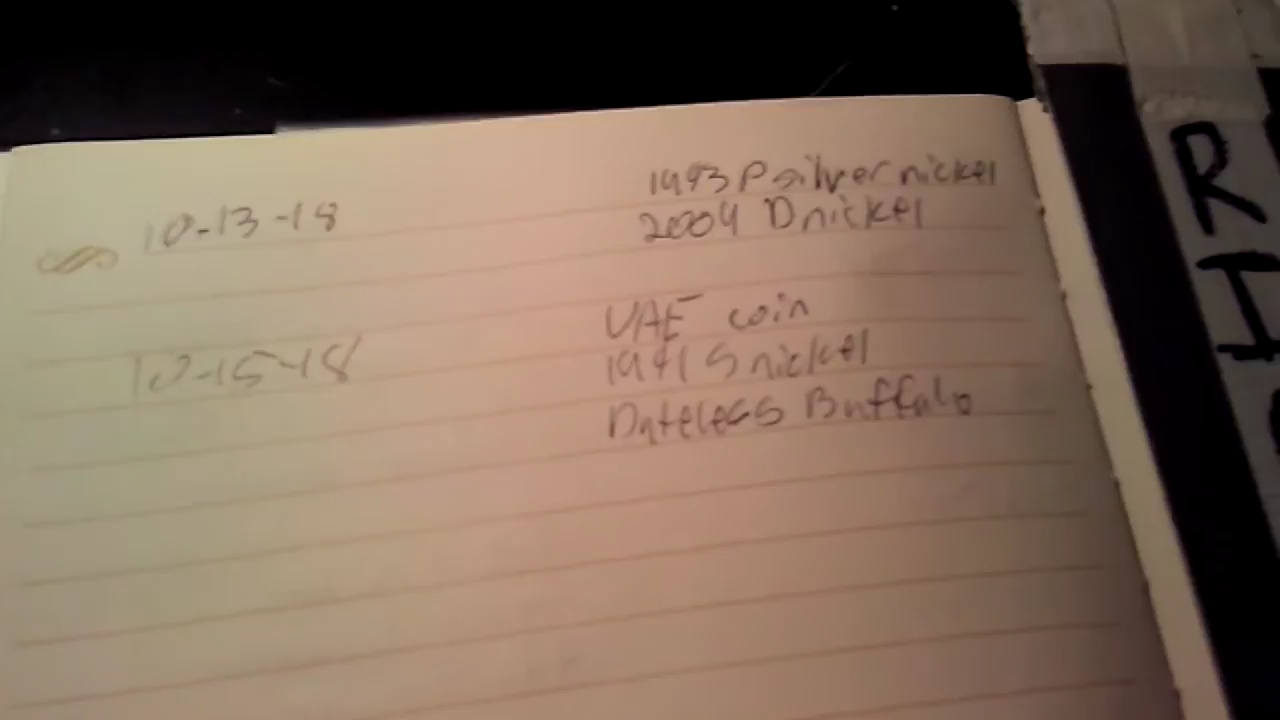 1943 P silver nickel
10-13-18
2004 D nickel
UAE coin
10-15-18
1941 S nickel
Dateless Buffalo
R
I